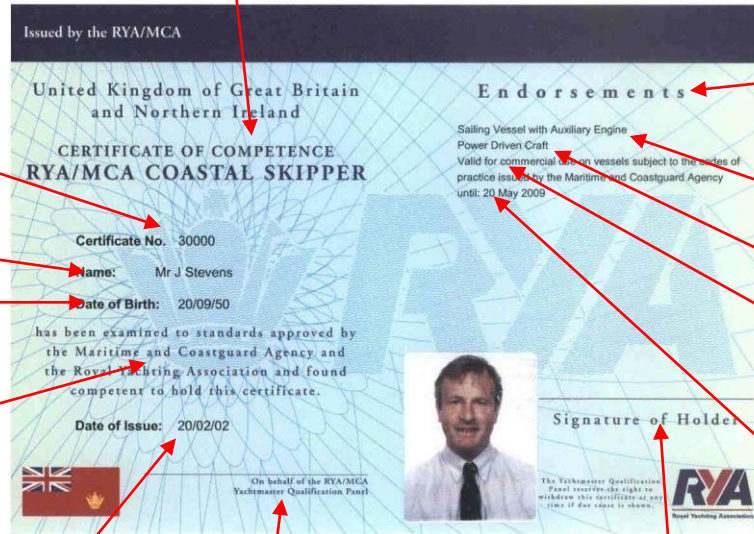 Issued by the RYA/MCA
United Kingdom of Great Britain
and Northern Ireland
CERTIFICATE OF COMPETENCE
RYA/MCA COASTAL SKIPPER
Certificate No. 30000
Name: Mr J Stevens
Date of Birth: 20/09/50
has been examined to standards approved by
the Maritime and Coastguard Agency and
the Royal Yachting Association and found
competent to hold this certificate.
Date of Issue: 20/02/02
On behalf of the RYA/MCA
Yachtmaster Qualification Panel
Endorsements
Sailing Vessel with Auxiliary Engine
Power Driven Craft
Valid for commercial use on vessels subject to the codes of
practice issued by the Maritime and Coastguard Agency
until: 20 May 2009
RYA
Signature of Holder
The Yachtmaster Qualification
Panel reserves the right to
withdraw this certificate at any
time if due cause is shown.
RYA
Royal Yachting Association